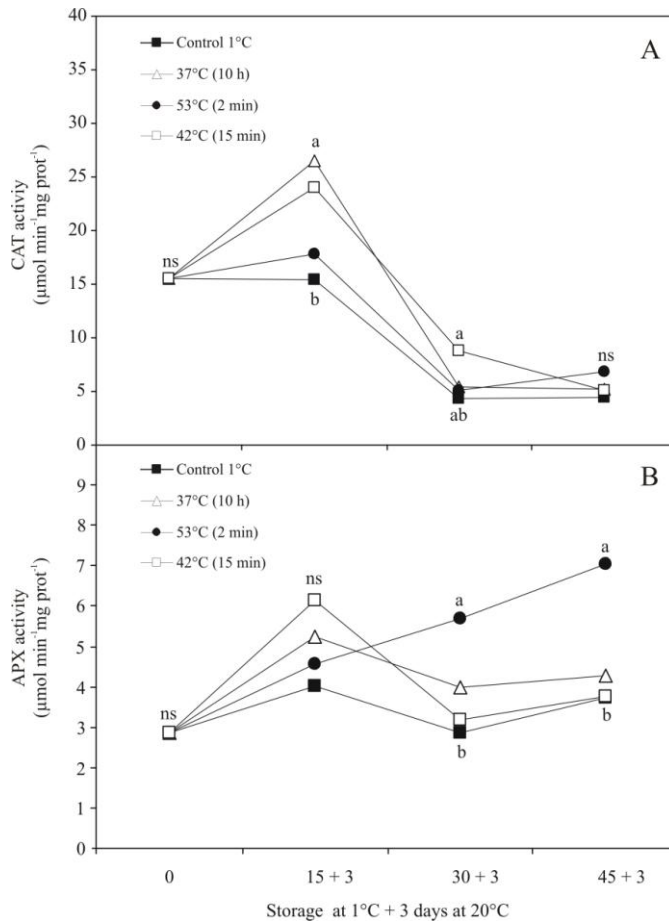 40
35
30
25
20
15
10
5
0
CAT activiy
(µmol min⁻¹mg prot⁻¹)
A
Control 1°C
37°C (10 h)
53°C (2 min)
42°C (15 min)
ns
a
b
a
ab
ns
9
8
7
6
5
4
3
2
1
0
APX activity
(µmol min⁻¹mg prot⁻¹)
B
Control 1°C
37°C (10 h)
53°C (2 min)
42°C (15 min)
ns
ns
a
b
a
b
0 15 + 3 30 + 3 45 + 3
Storage at 1°C + 3 days at 20°C